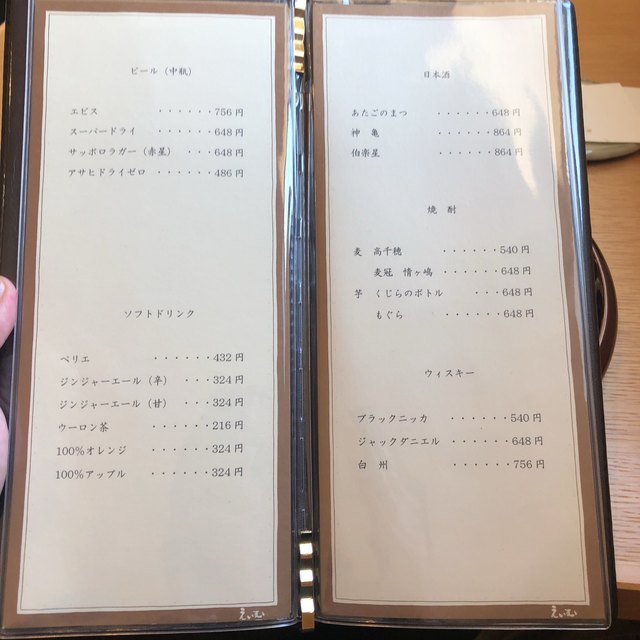 ビール（中瓶）
エビス ・・・・・・756円
スーパードライ ・・・・・・648円
サッポロラガー（赤星） ・・・648円
アサヒドライゼロ ・・・・・・486円
ソフトドリンク
ペリエ ・・・・・・432円
ジンジャーエール（辛） ・・・324円
ジンジャーエール（甘） ・・・324円
ウーロン茶 ・・・・・・216円
100%オレンジ ・・・・・・324円
100%アップル ・・・・・・324円
日本酒
あたごのまつ ・・・・・・648円
神 亀 ・・・・・・864円
伯楽星 ・・・・・・864円
焼 酎
麦 高千穂 ・・・・・・540円
麦冠 情ヶ嶋 ・・・・・・648円
芋 くじらのボトル ・・・648円
もぐら ・・・・・・648円
ウィスキー
ブラックニッカ ・・・・・・540円
ジャックダニエル ・・・・・・648円
白 州 ・・・・・・756円